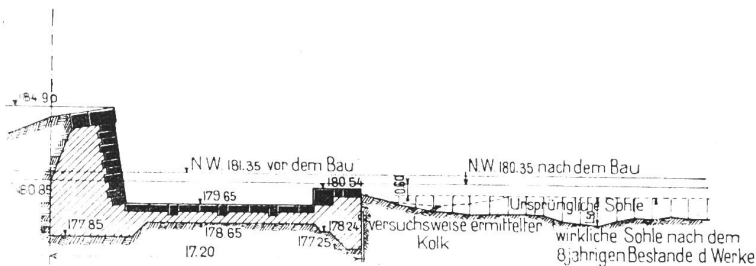 184.90
N.W. 181.35 vor dem Bau
N.W. 180.35 nach dem Bau
180.85
180.54
0.60
179.65
Ursprüngliche Sohle
177.85
178.65
178.24
177.25
versuchsweise ermittelter
Kolk
wirkliche Sohle nach dem
8jährigen Bestande d Werke
17.20